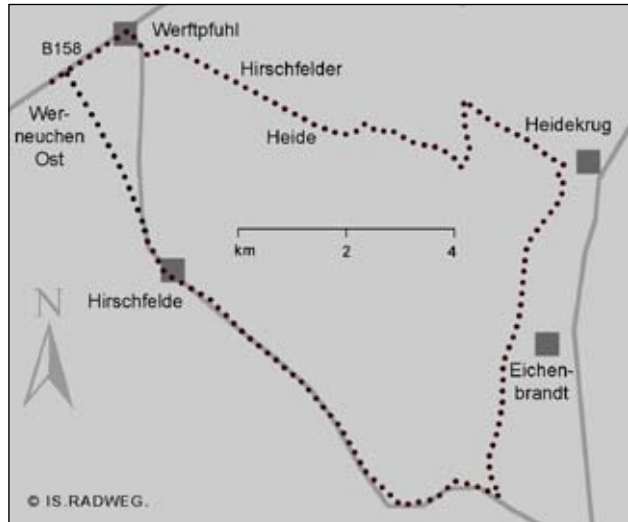 Werftpfuhl
B158
Hirschfelder
Wer-
neuchen
Ost
Heide
Heidekrug
km
2
4
N
Hirschfelde
Eichen-
brandt
© IS.RADWEG.